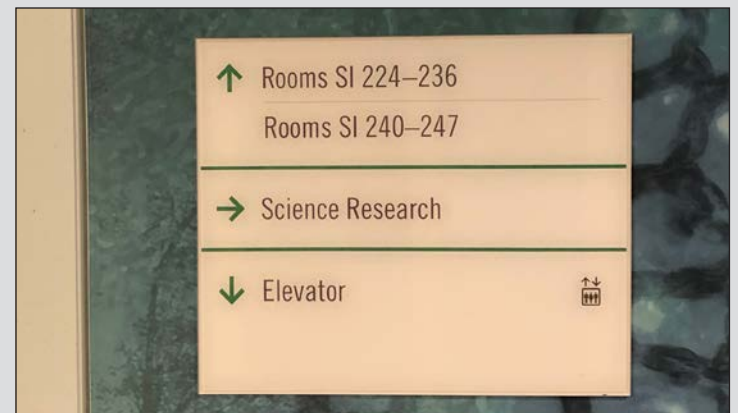 Rooms SI 224–236
Rooms SI 240–247
Science Research
Elevator